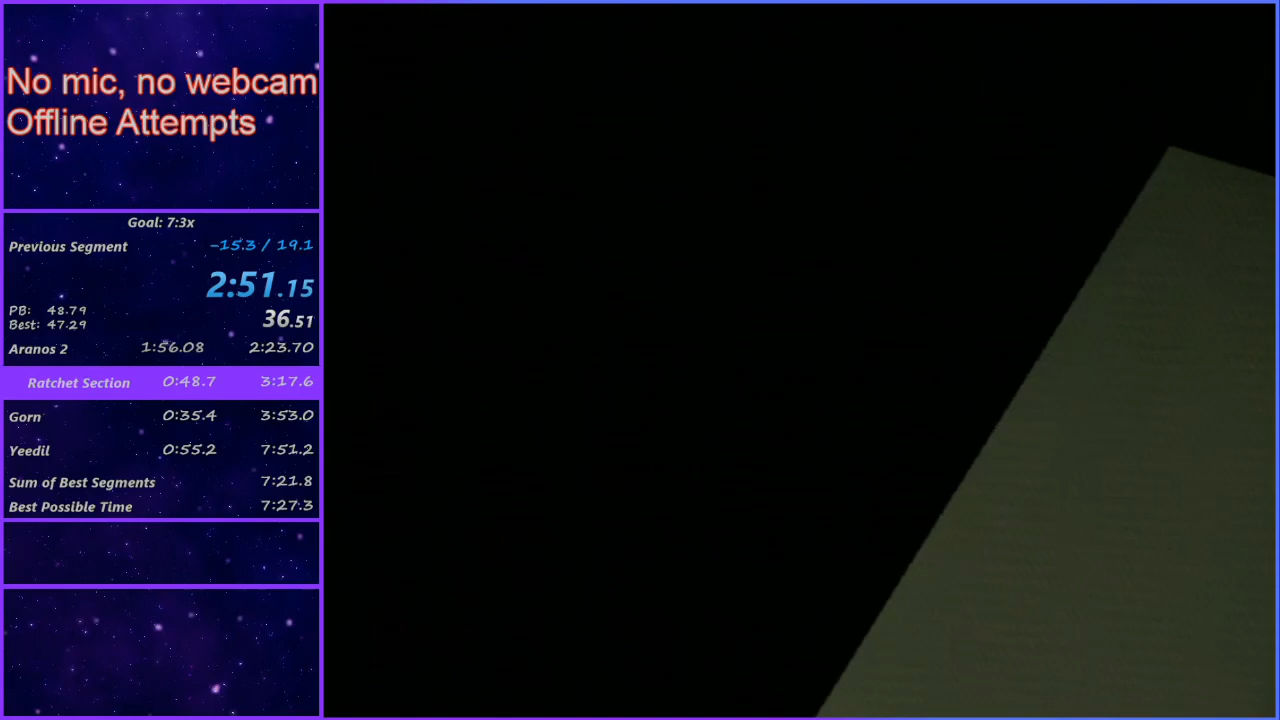 No mic, no webcam
Offline Attempts
Goal: 7:3x
Previous Segment -15.3 / 19.1
2:51.15
PB: 48.79
Best: 47.29
36.51
Aranos 2 1:56.08 2:23.70
Ratchet Section 0:48.7 3:17.6
Gorn 0:35.4 3:53.0
Yeedil 0:55.2 7:51.2
Sum of Best Segments 7:21.8
Best Possible Time 7:27.3